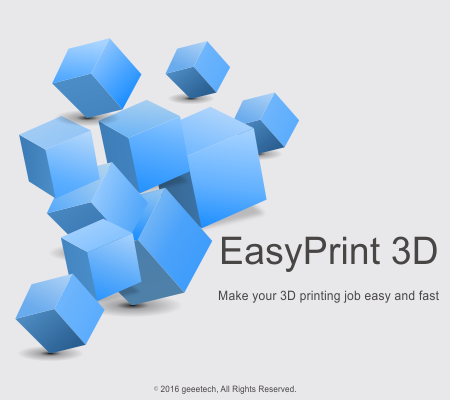 EasyPrint 3D
Make your 3D printing job easy and fast
© 2016 geeetech, All Rights Reserved.